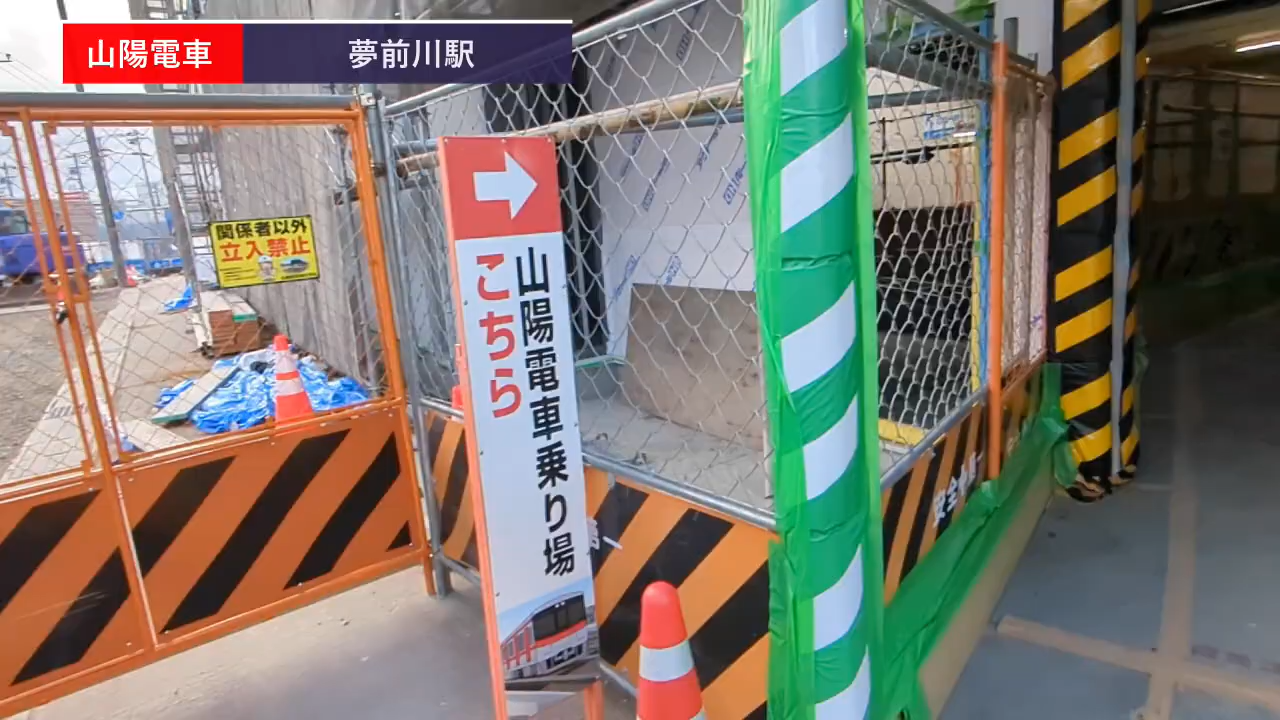 山陽電車
夢前川駅
関係者以外
立入禁止
山陽電車乗り場
こちら